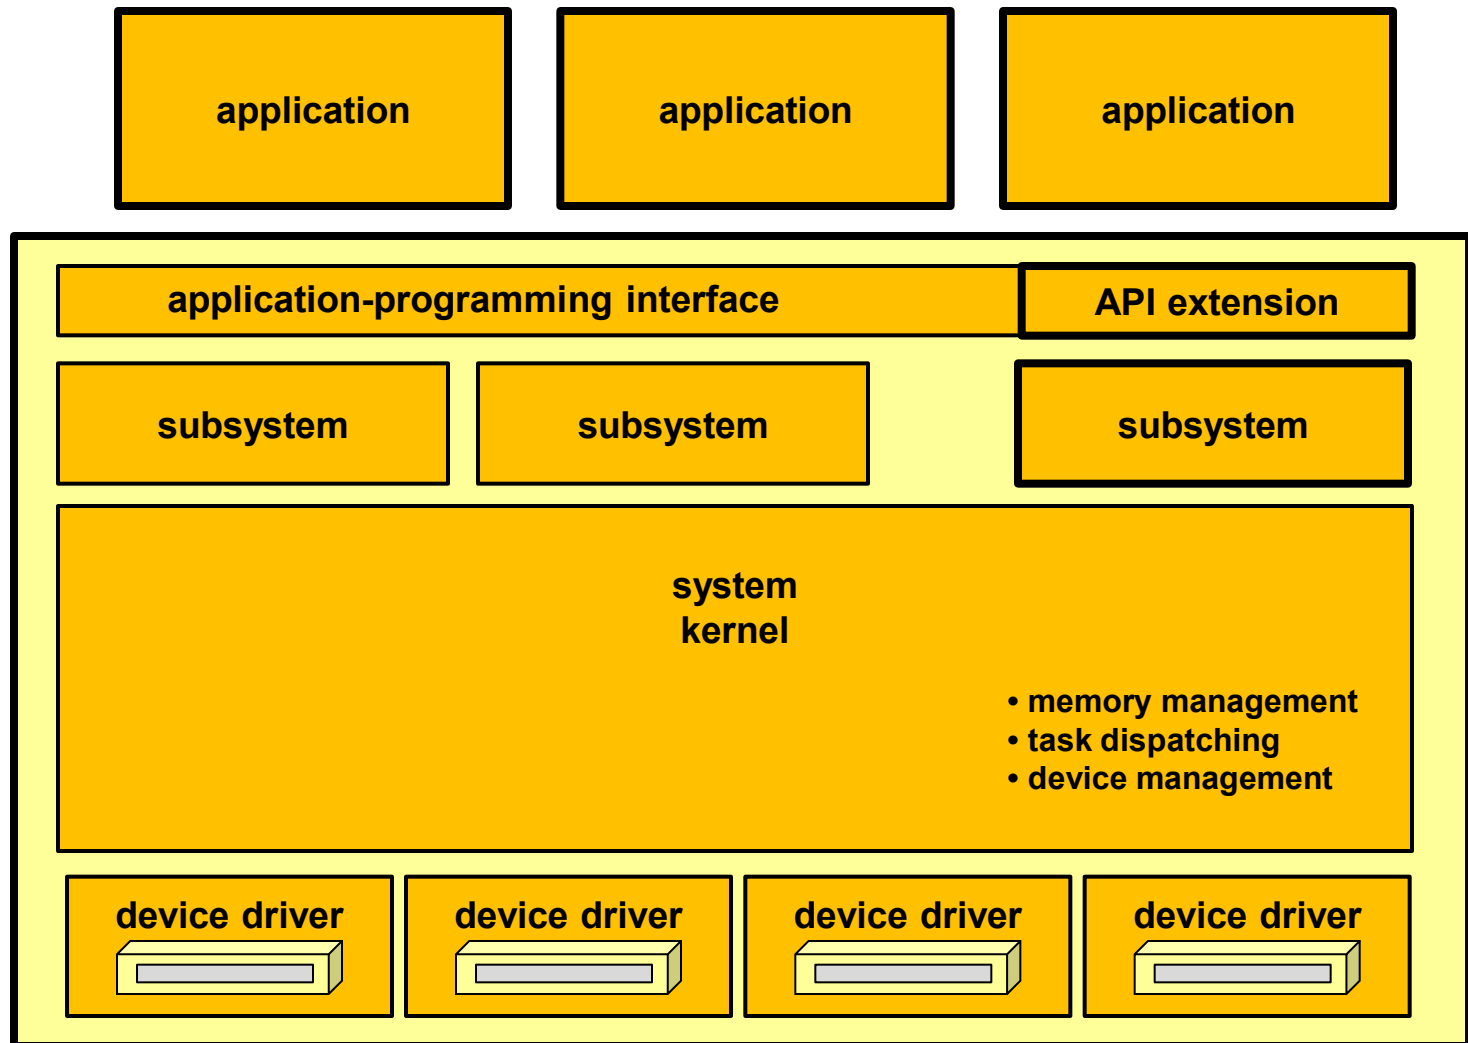 application
application
application
application-programming interface
API extension
subsystem
subsystem
subsystem
system
kernel
• memory management
• task dispatching
• device management
device driver
device driver
device driver
device driver